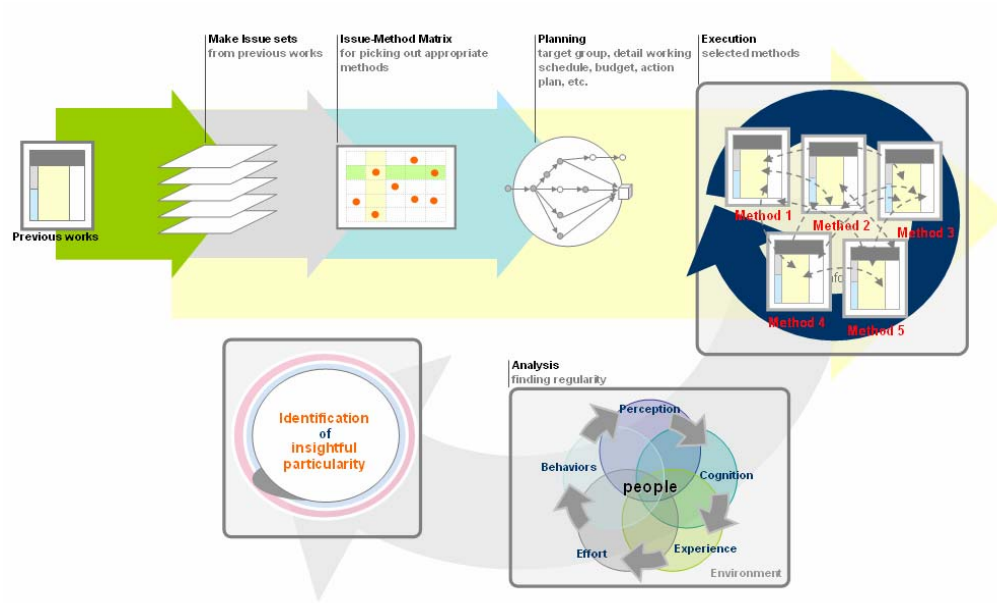 Make Issue sets
from previous works
Issue-Method Matrix
for picking out appropriate
methods
Planning
target group, detail working
schedule, budget, action
plan, etc.
Execution
selected methods
Previous works
Method 1
Method 2
Method 3
Method 4
Method 5
Analysis
finding regularity
Identification
of
insightful
particularity
Perception
Behaviors
Cognition
people
Effort
Experience
Environment